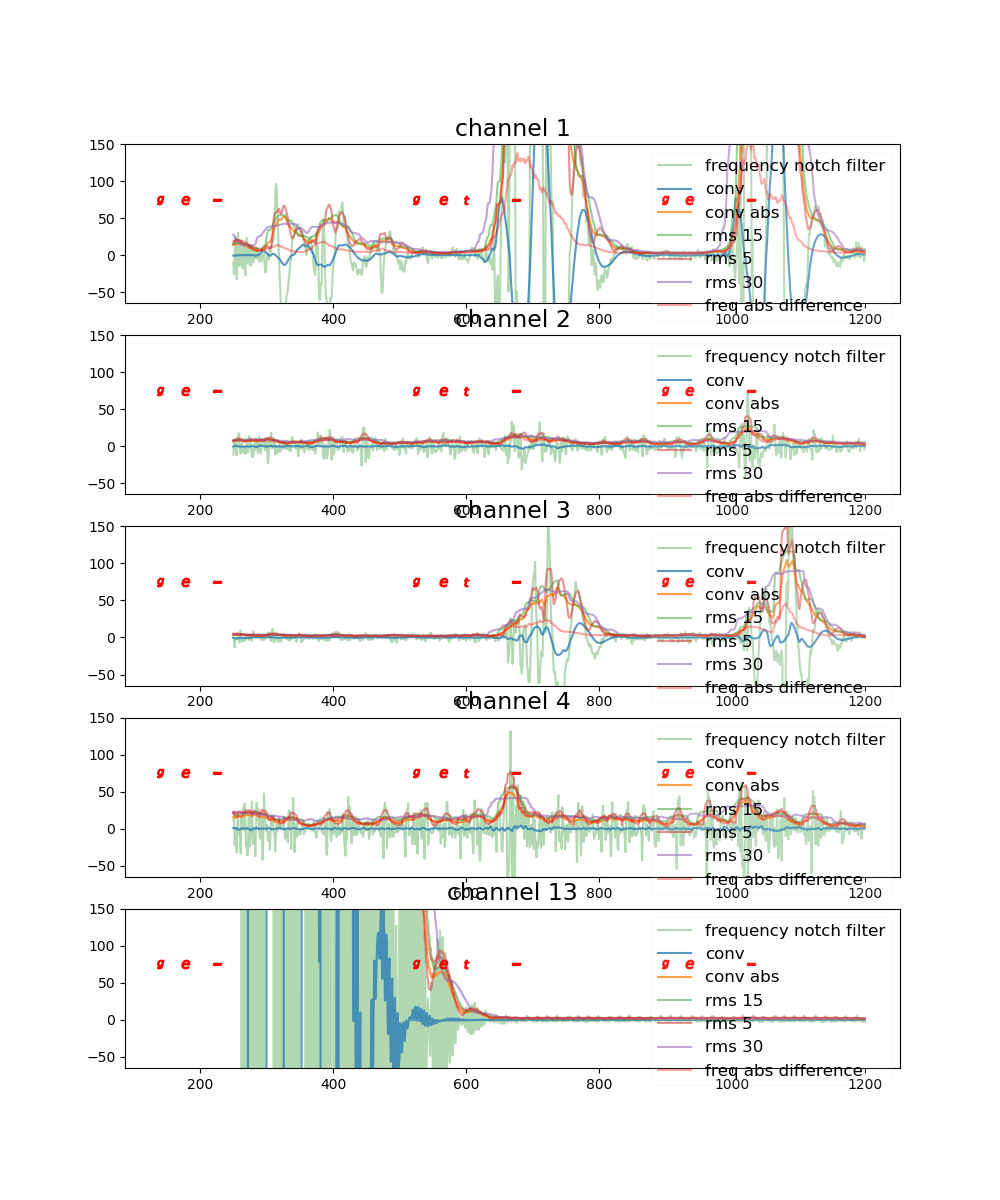 channel 1
150
100
50
0
−50
g e − g e t − g e −
frequency notch filter
conv
conv abs
rms 15
rms 5
rms 30
freq abs difference
200 400 600 800 1000 1200
channel 2
150
100
50
0
−50
g e − g e t − g e −
frequency notch filter
conv
conv abs
rms 15
rms 5
rms 30
freq abs difference
200 400 600 800 1000 1200
channel 3
150
100
50
0
−50
g e − g e t − g e −
frequency notch filter
conv
conv abs
rms 15
rms 5
rms 30
freq abs difference
200 400 600 800 1000 1200
channel 4
150
100
50
0
−50
g e − g e t − g e −
frequency notch filter
conv
conv abs
rms 15
rms 5
rms 30
freq abs difference
200 400 600 800 1000 1200
channel 13
150
100
50
0
−50
g e − g e t − g e −
frequency notch filter
conv
conv abs
rms 15
rms 5
rms 30
freq abs difference
200 400 600 800 1000 1200